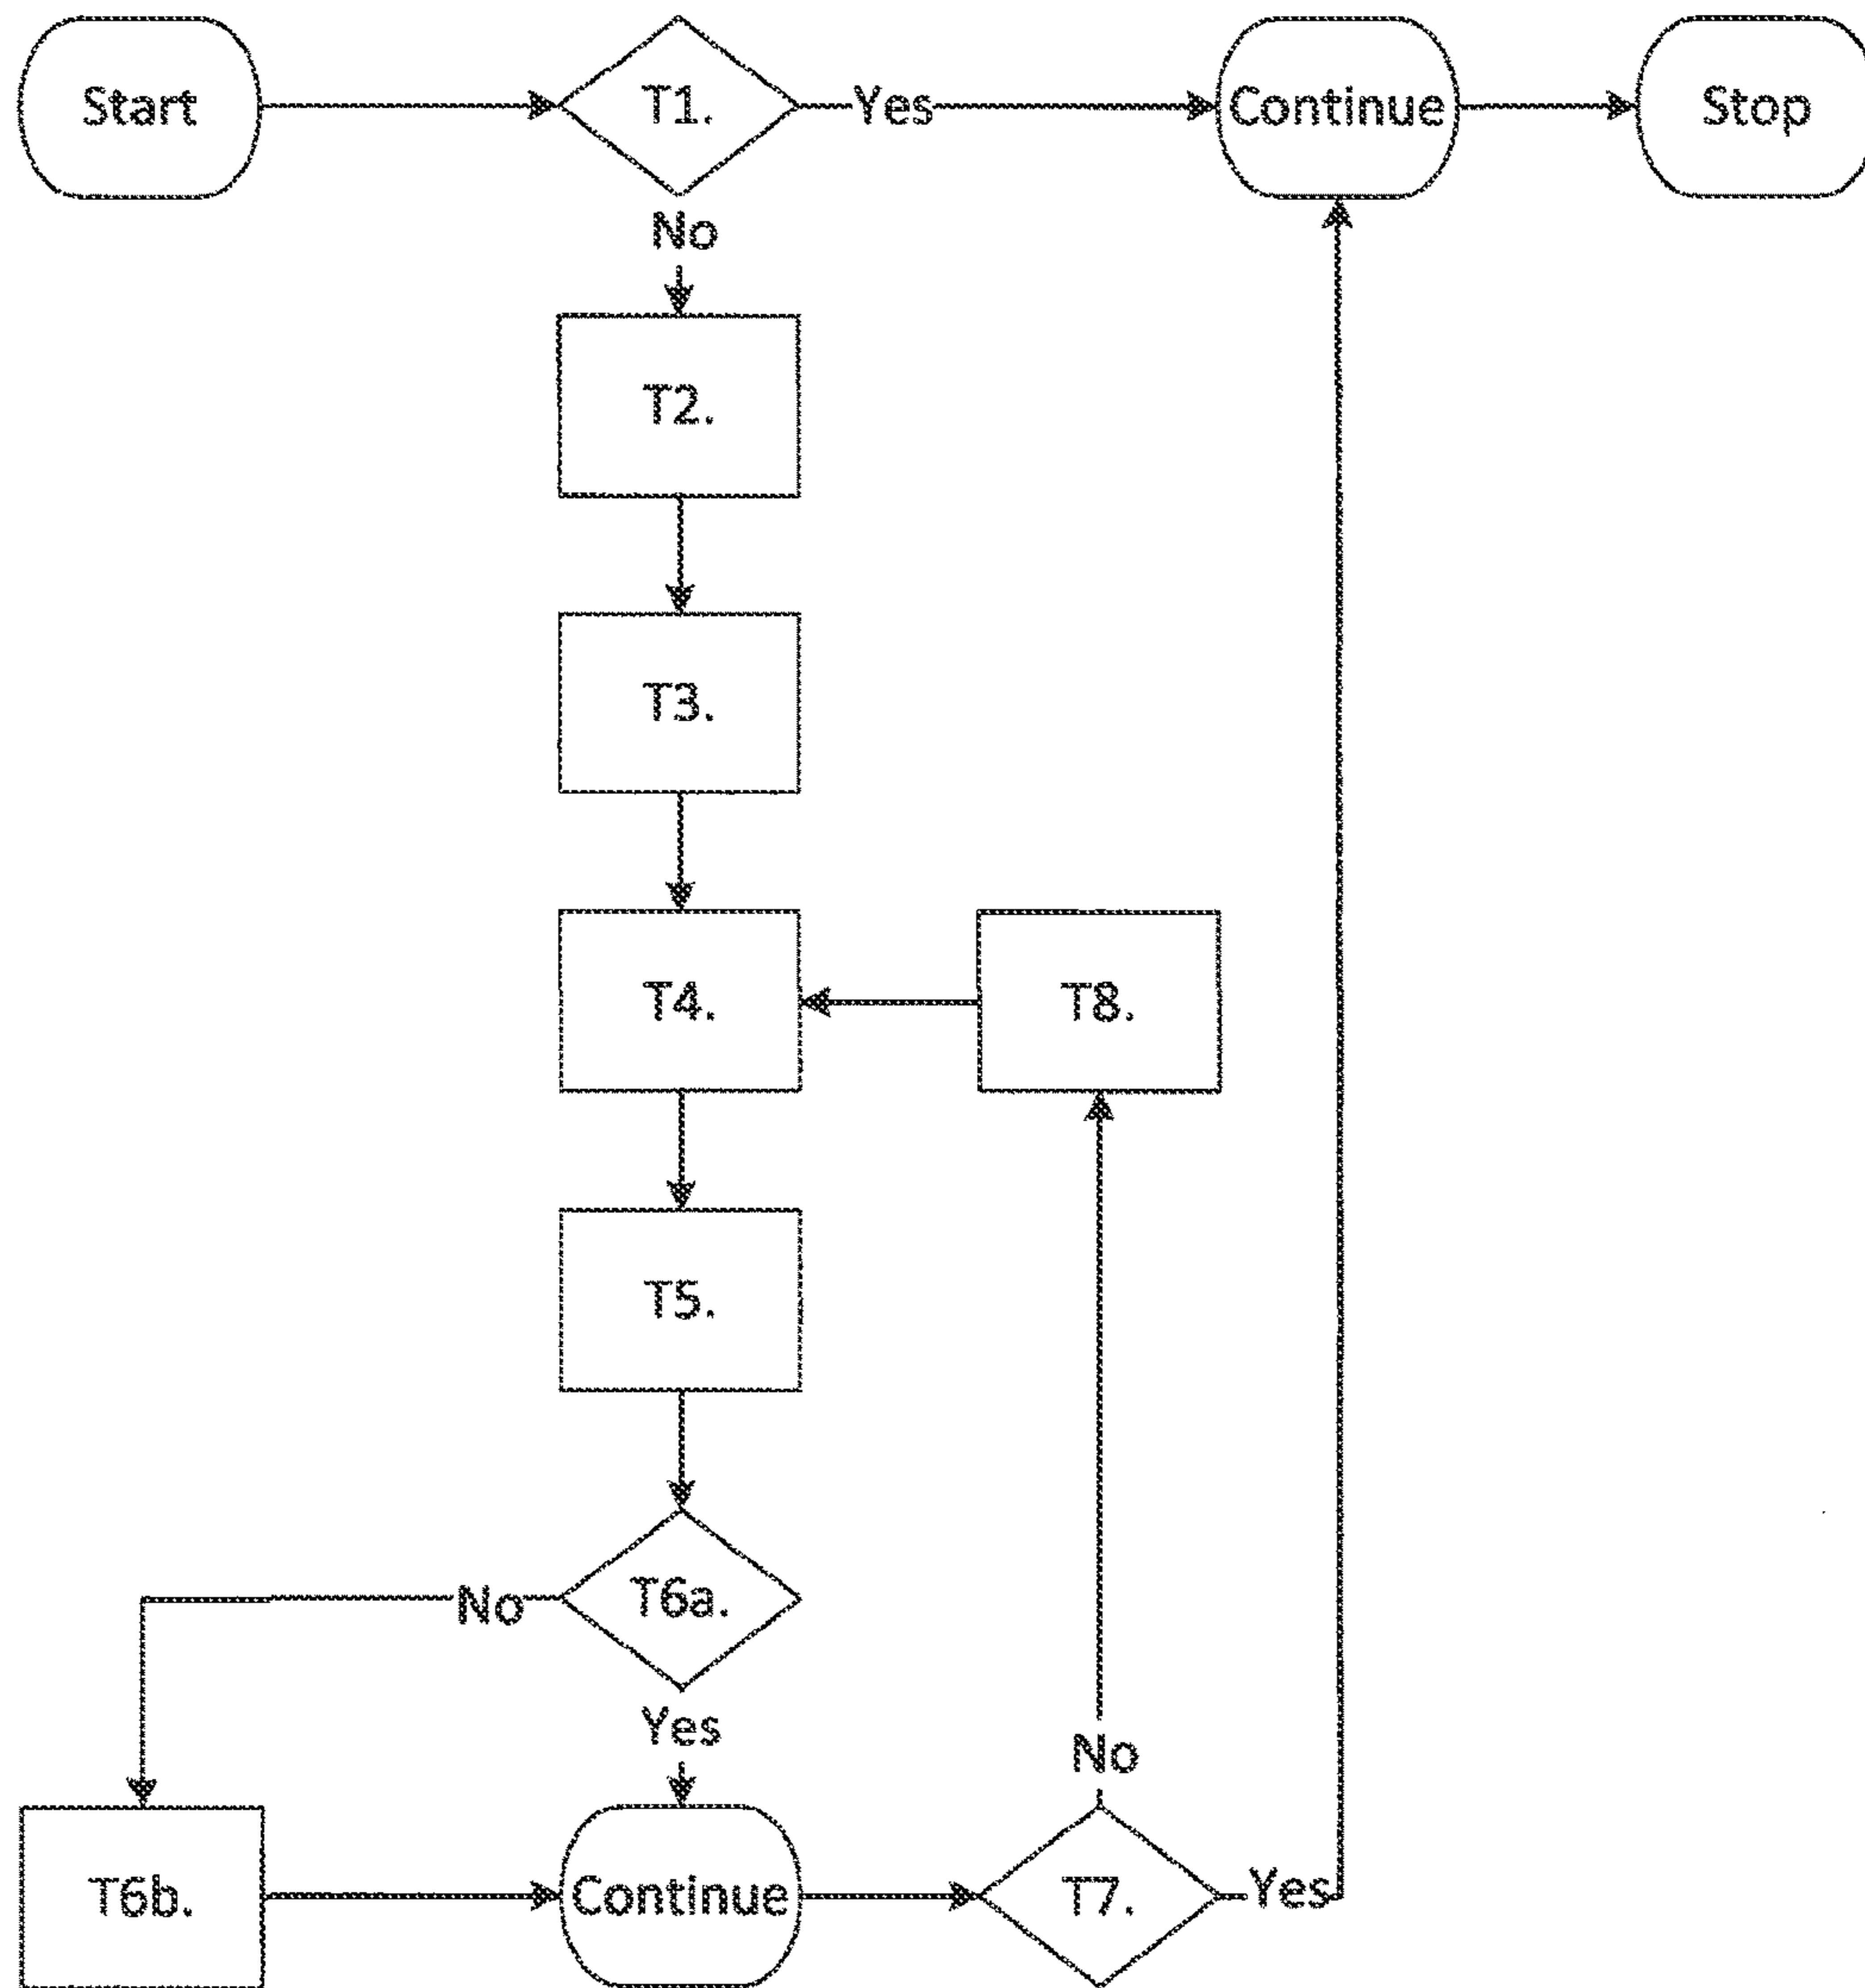 Start
T1.
Yes
Continue
Stop
No
T2.
T3.
T4.
T8.
T5.
T6a.
No
Yes
No
T6b.
Continue
T7.
Yes